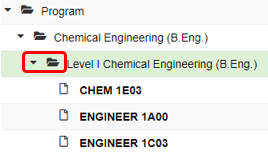 Program
Chemical Engineering (B.Eng.)
Level I Chemical Engineering (B.Eng.)
CHEM 1E03
ENGINEER 1A00
ENGINEER 1C03